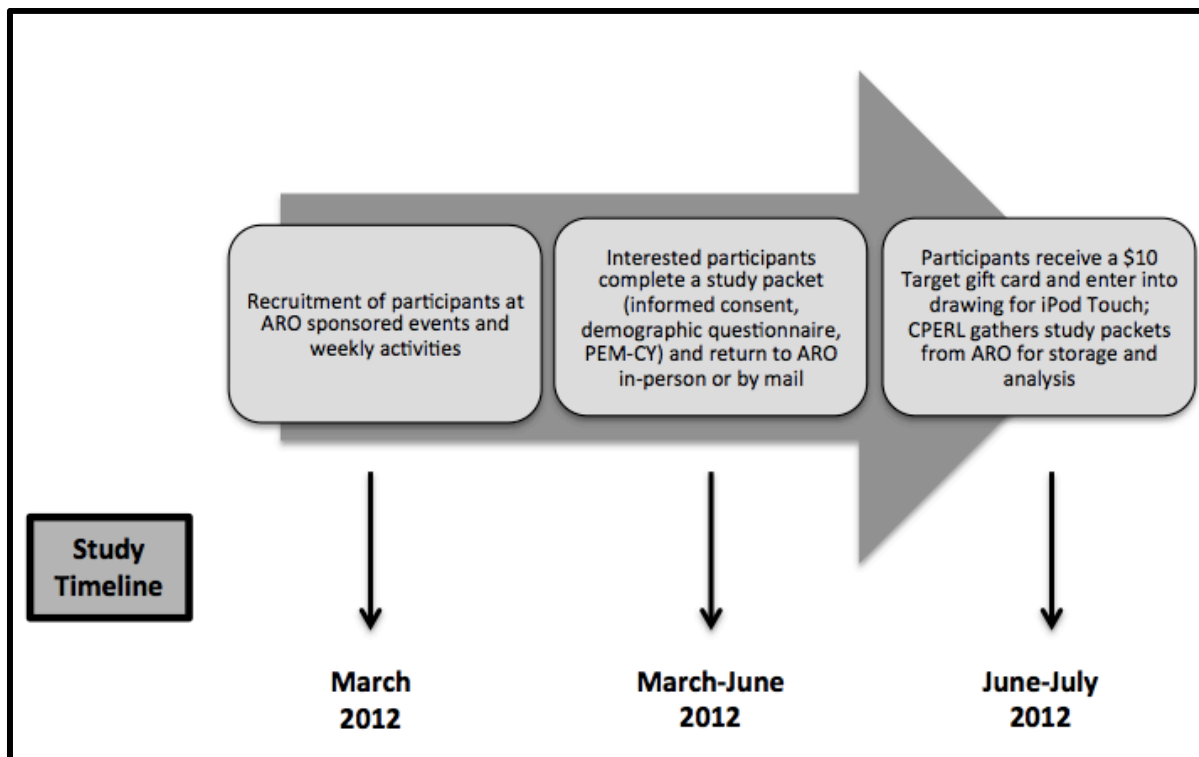 Recruitment of participants at
ARO sponsored events and
weekly activities
Interested participants
complete a study packet
(informed consent,
demographic questionnaire,
PEM-CY) and return to ARO
in-person or by mail
Participants receive a $10
Target gift card and enter into
drawing for iPod Touch;
CPERL gathers study packets
from ARO for storage and
analysis
Study
Timeline
March
2012
March-June
2012
June-July
2012